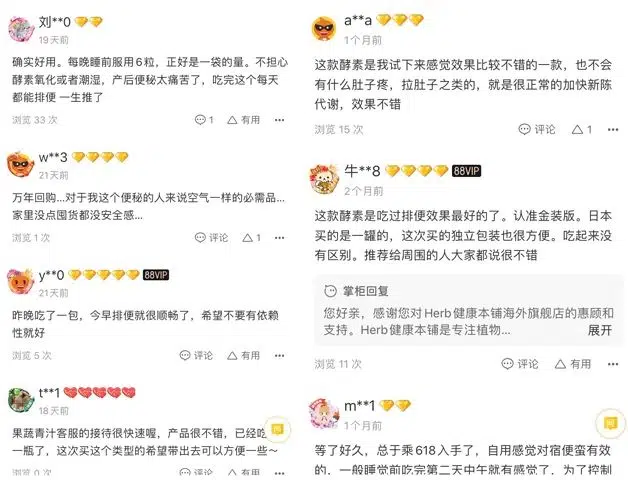 刘**0
19天前
确实好用。每晚睡前服用6粒，正好是一袋的量。不担心
酵素氧化或者潮湿，产后便秘太痛苦了，吃完这个每天
都能排便 一生推了
浏览 33 次
1
有用
w**3
20天前
万年回购...对于我这个便秘的人来说空气一样的必需品...
家里没点囤货都没安全感...
浏览 1 次
评论
1
y**0
88VIP
21天前
昨晚吃了一包，今早排便就很顺畅了，希望不要有依赖
性就好
浏览 5 次
评论
有用
t**1
18天前
果蔬青汁客服的接待很快速喔，产品很不错，已经吃
一瓶了，这次买这个类型的希望带出去可以方便一些～
浏览 0 次
评论
有用
a**a
1个月前
这款酵素是我试下来感觉效果比较不错的一款，也不会
有什么肚子疼，拉肚子之类的，就是很正常的加快新陈
代谢，效果不错
浏览 15 次
评论
1
牛**8
88VIP
2个月前
这款酵素是吃过排便效果最好的了。认准金装版。日本
买的是一罐的，这次买的独立包装也很方便。吃起来没
有区别。推荐给周围的人大家都说很不错
掌柜回复
您好亲，感谢您对Herb健康本铺海外旗舰店的惠顾和
支持。Herb健康本铺是专注植物...
展开
浏览 11 次
评论
有用
m**1
1个月前
等了好久，总于乘618入手了，自用感觉对宿便蛮有效
的，一般睡觉前吃完第二天中午就有感觉了，为了控制